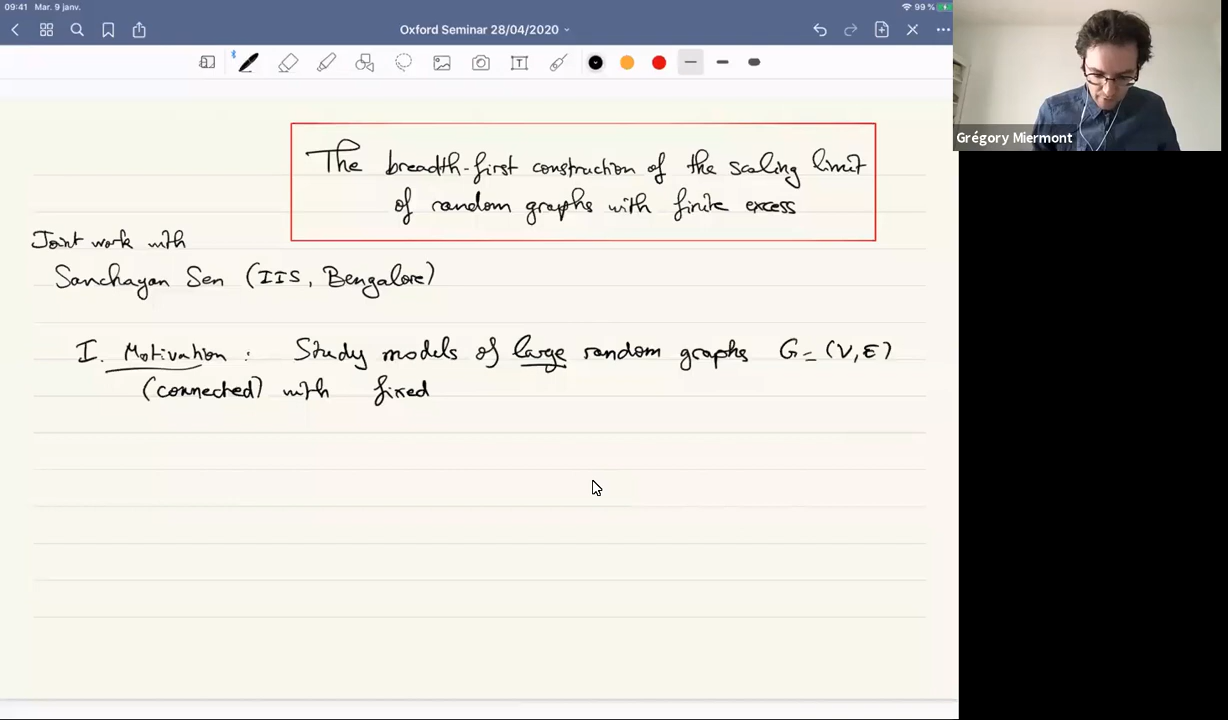 09:41 Mar. 9 janv.
99 %
Oxford Seminar 28/04/2020
T
Grégory Miermont
The breadth-first construction of the scaling limit
of random graphs with finite excess
Joint work with
Sanchayan Sen (IIS, Bengalore)
I. Motivation : Study models of large random graphs G = (V, E)
(connected) with fixed